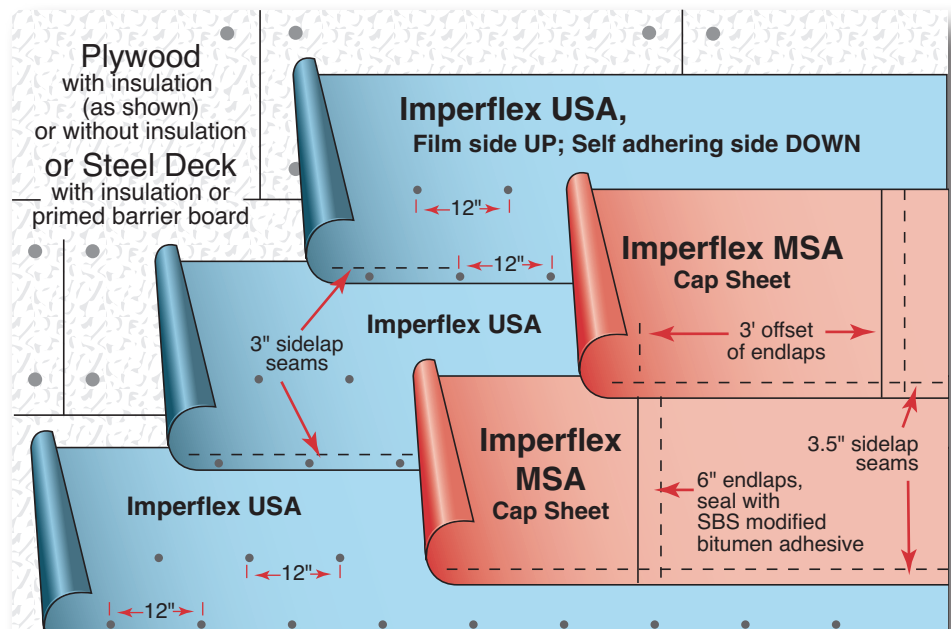 Plywood
with insulation
(as shown)
or without insulation
or Steel Deck
with insulation or
primed barrier board
Imperflex USA,
Film side UP; Self adhering side DOWN
12"
12"
Imperflex MSA
Cap Sheet
3' offset
of endlaps
Imperflex USA
3" sidelap
seams
Imperflex
MSA
Cap Sheet
3.5" sidelap
seams
6" endlaps,
seal with
SBS modified
bitumen adhesive
Imperflex USA
12"
12"